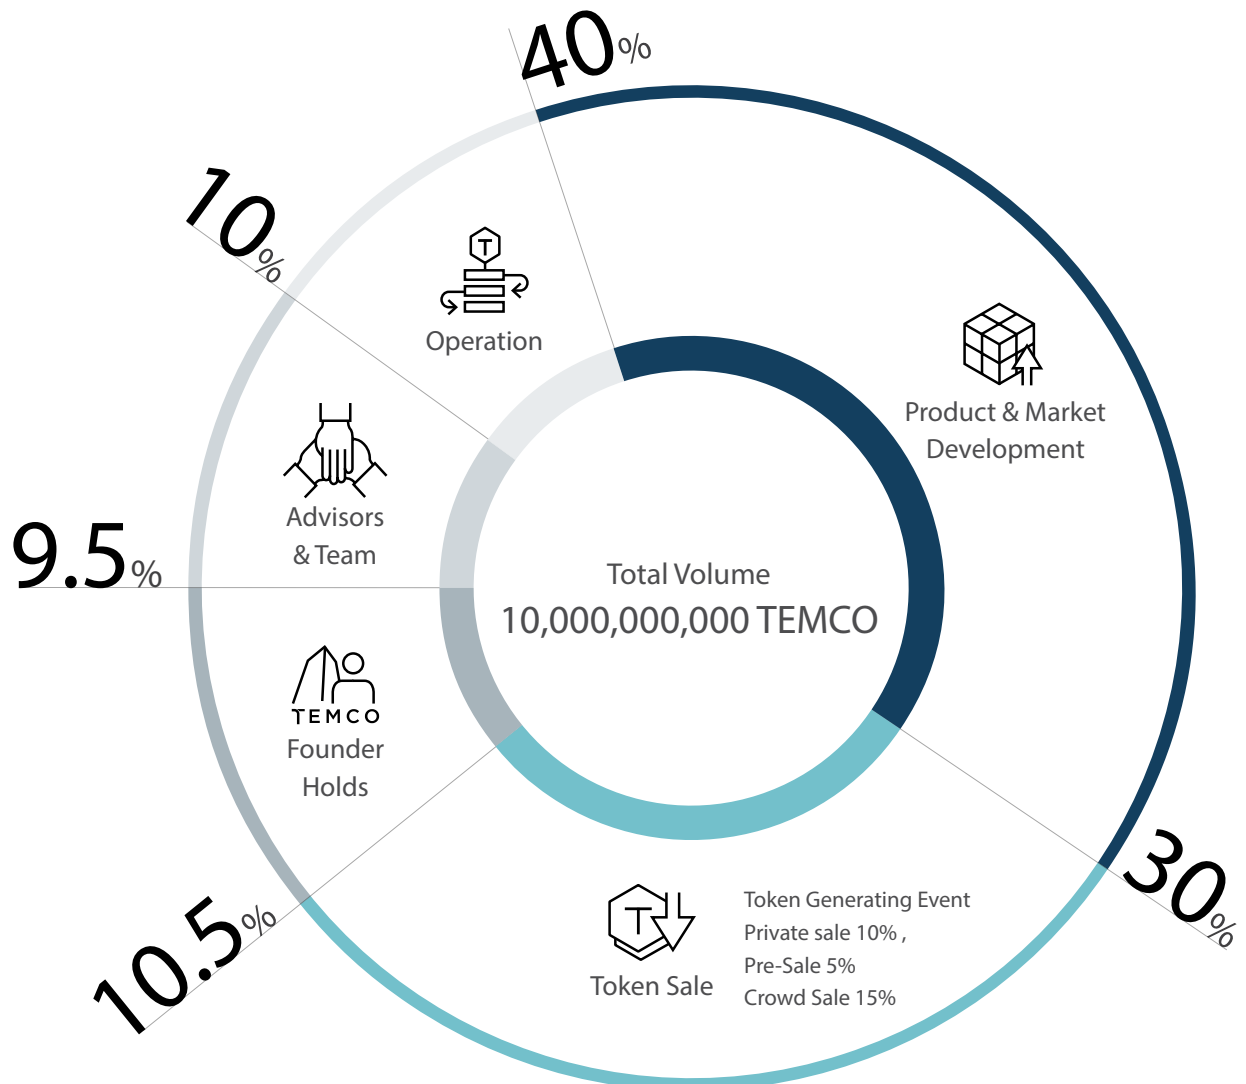 40%
10%
T
Operation
Product & Market
Development
Advisors
& Team
9.5%
Total Volume
10,000,000,000 TEMCO
TEMCO
Founder
Holds
30%
10.5%
T
Token Sale
Token Generating Event
Private sale 10% ,
Pre-Sale 5%
Crowd Sale 15%